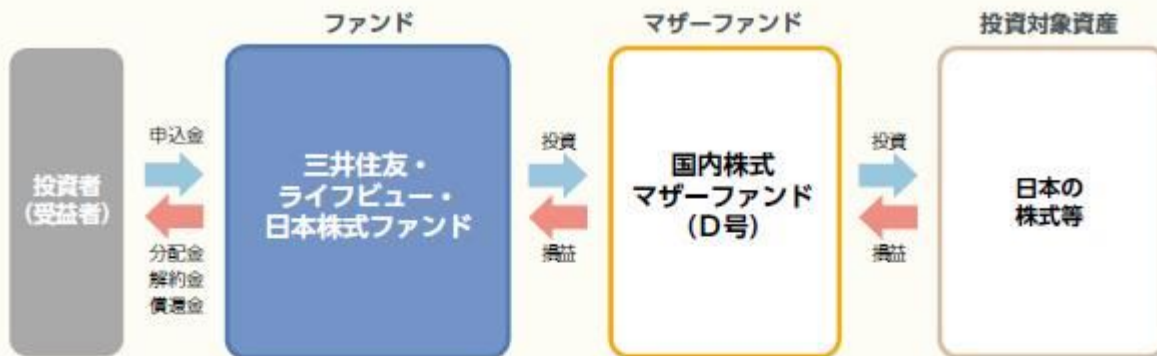 ファンド
マザーファンド
投資対象資産
投資者
(受益者)
申込金
分配金
解約金
償還金
三井住友・
ライフビュー・
日本株式ファンド
投資
損益
国内株式
マザーファンド
(D号)
投資
損益
日本の
株式等